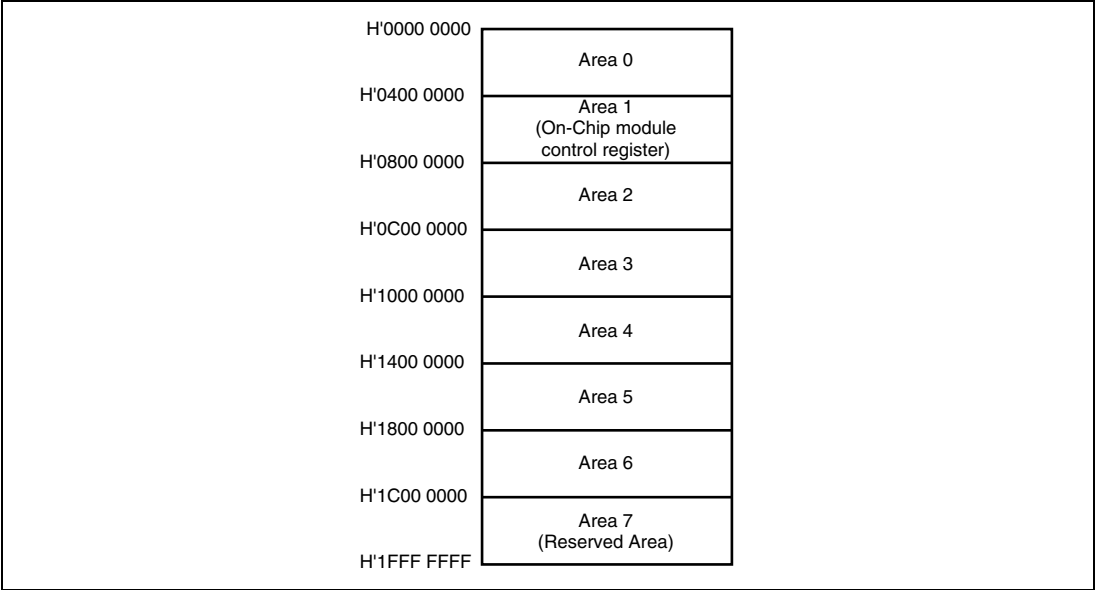 H'0000 0000
Area 0
H'0400 0000
Area 1
(On-Chip module
control register)
H'0800 0000
Area 2
H'0C00 0000
Area 3
H'1000 0000
Area 4
H'1400 0000
Area 5
H'1800 0000
Area 6
H'1C00 0000
Area 7
(Reserved Area)
H'1FFF FFFF